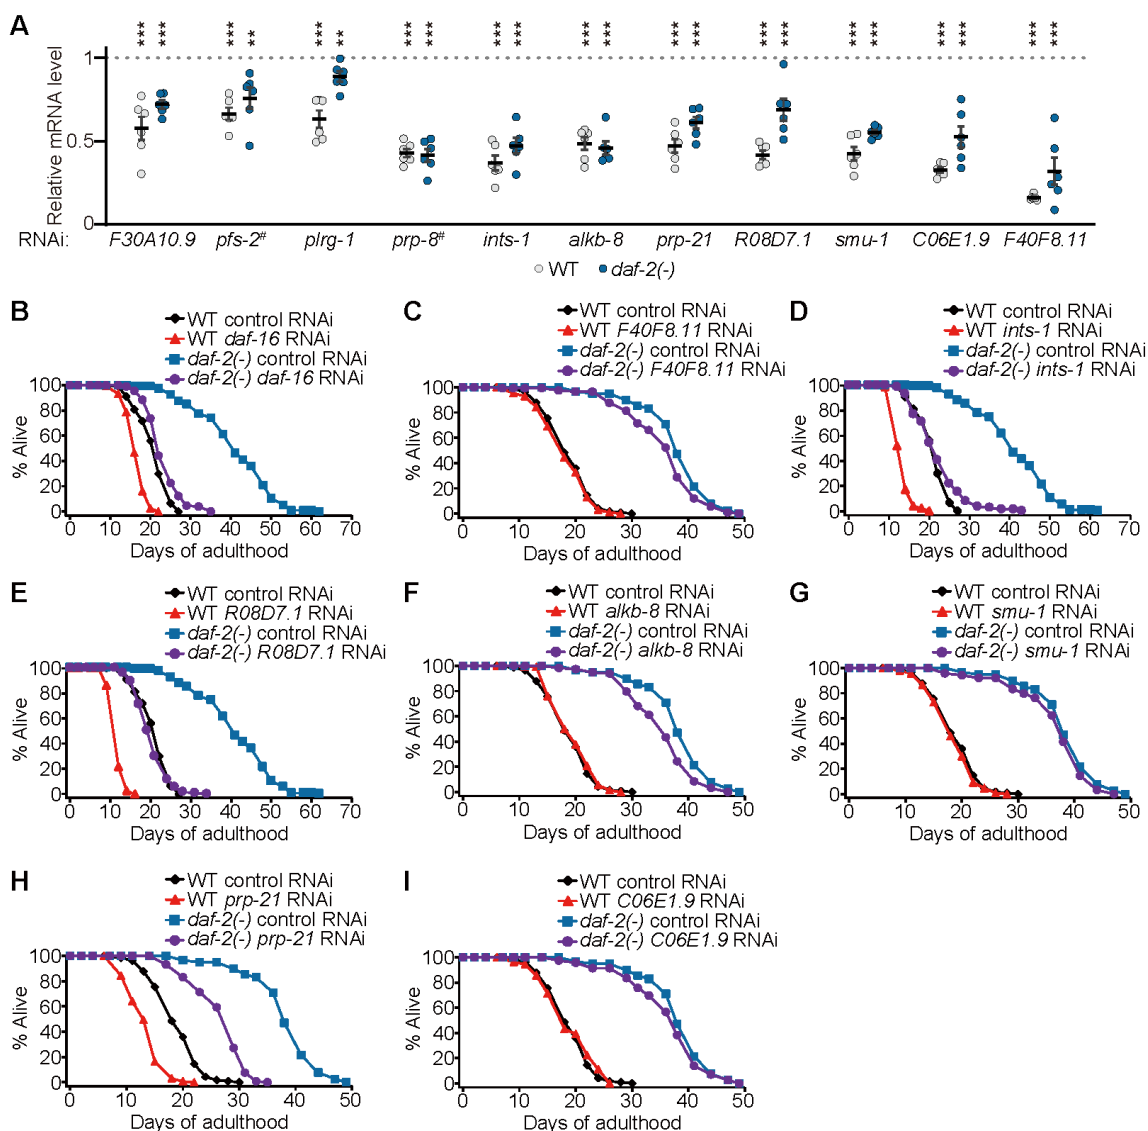 A
*** *** *** ** *** ** *** *** *** *** *** *** *** *** *** *** *** *** *** *** *** ***
Relative mRNA level
1
0.5
0
RNAi: F30A10.9 pfs-2# plrg-1 prp-8# ints-1 alkb-8 prp-21 R08D7.1 smu-1 C06E1.9 F40F8.11
WT daf-2(-)
B
WT control RNAi
WT daf-16 RNAi
daf-2(-) control RNAi
daf-2(-) daf-16 RNAi
% Alive
100
80
60
40
20
0
0 10 20 30 40 50 60 70
Days of adulthood
C
WT control RNAi
WT F40F8.11 RNAi
daf-2(-) control RNAi
daf-2(-) F40F8.11 RNAi
% Alive
100
80
60
40
20
0
0 10 20 30 40 50
Days of adulthood
D
WT control RNAi
WT ints-1 RNAi
daf-2(-) control RNAi
daf-2(-) ints-1 RNAi
% Alive
100
80
60
40
20
0
0 10 20 30 40 50 60 70
Days of adulthood
E
WT control RNAi
WT R08D7.1 RNAi
daf-2(-) control RNAi
daf-2(-) R08D7.1 RNAi
% Alive
100
80
60
40
20
0
0 10 20 30 40 50 60 70
Days of adulthood
F
WT control RNAi
WT alkb-8 RNAi
daf-2(-) control RNAi
daf-2(-) alkb-8 RNAi
% Alive
100
80
60
40
20
0
0 10 20 30 40 50
Days of adulthood
G
WT control RNAi
WT smu-1 RNAi
daf-2(-) control RNAi
daf-2(-) smu-1 RNAi
% Alive
100
80
60
40
20
0
0 10 20 30 40 50
Days of adulthood
H
WT control RNAi
WT prp-21 RNAi
daf-2(-) control RNAi
daf-2(-) prp-21 RNAi
% Alive
100
80
60
40
20
0
0 10 20 30 40 50
Days of adulthood
I
WT control RNAi
WT C06E1.9 RNAi
daf-2(-) control RNAi
daf-2(-) C06E1.9 RNAi
% Alive
100
80
60
40
20
0
0 10 20 30 40 50
Days of adulthood